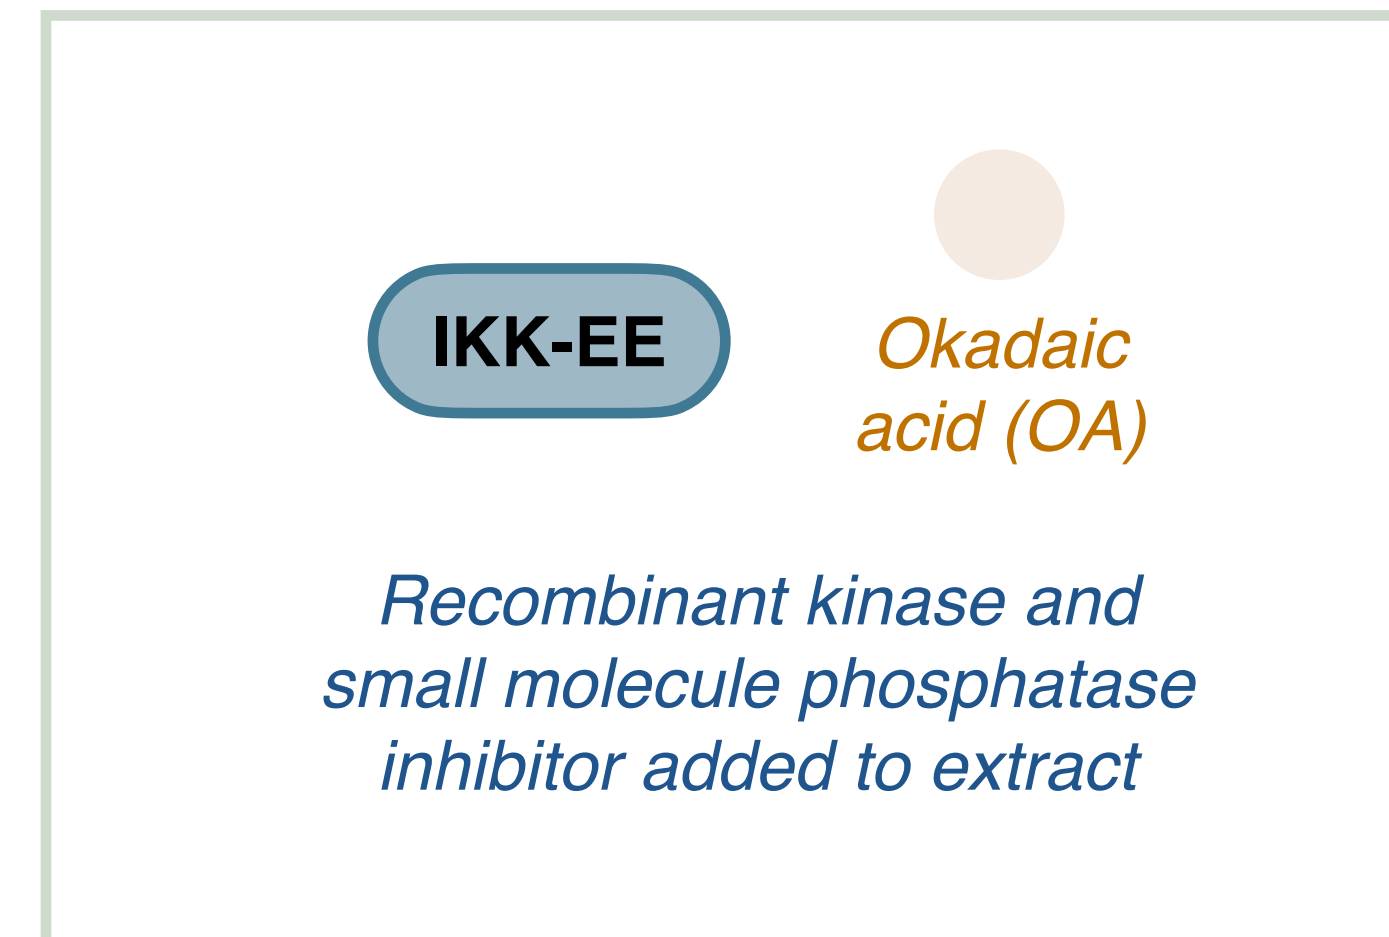 IKK-EE
Okadaic
acid (OA)
Recombinant kinase and
small molecule phosphatase
inhibitor added to extract